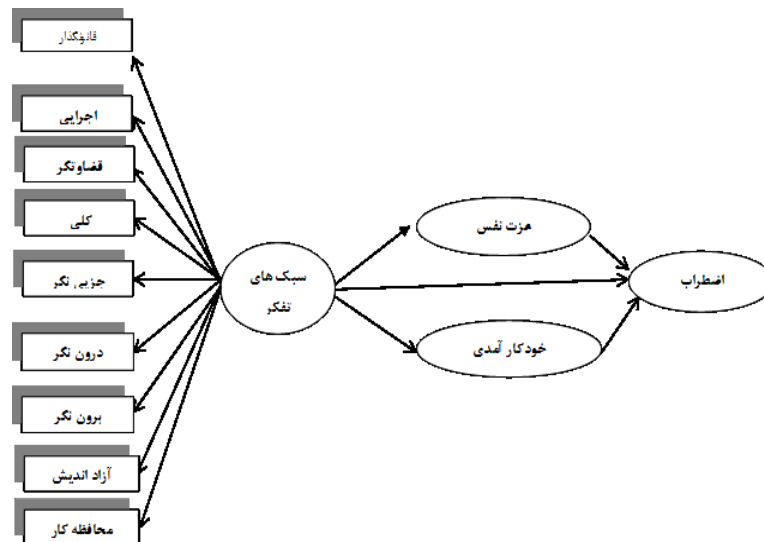 قانونگذار
اجرایی
قضاوتگر
کلی
جزیی نگر
درون نگر
برون نگر
آزاد اندیش
محافظه کار
سبک های
تفکر
عزت نفس
خودکار آمدی
اضطراب